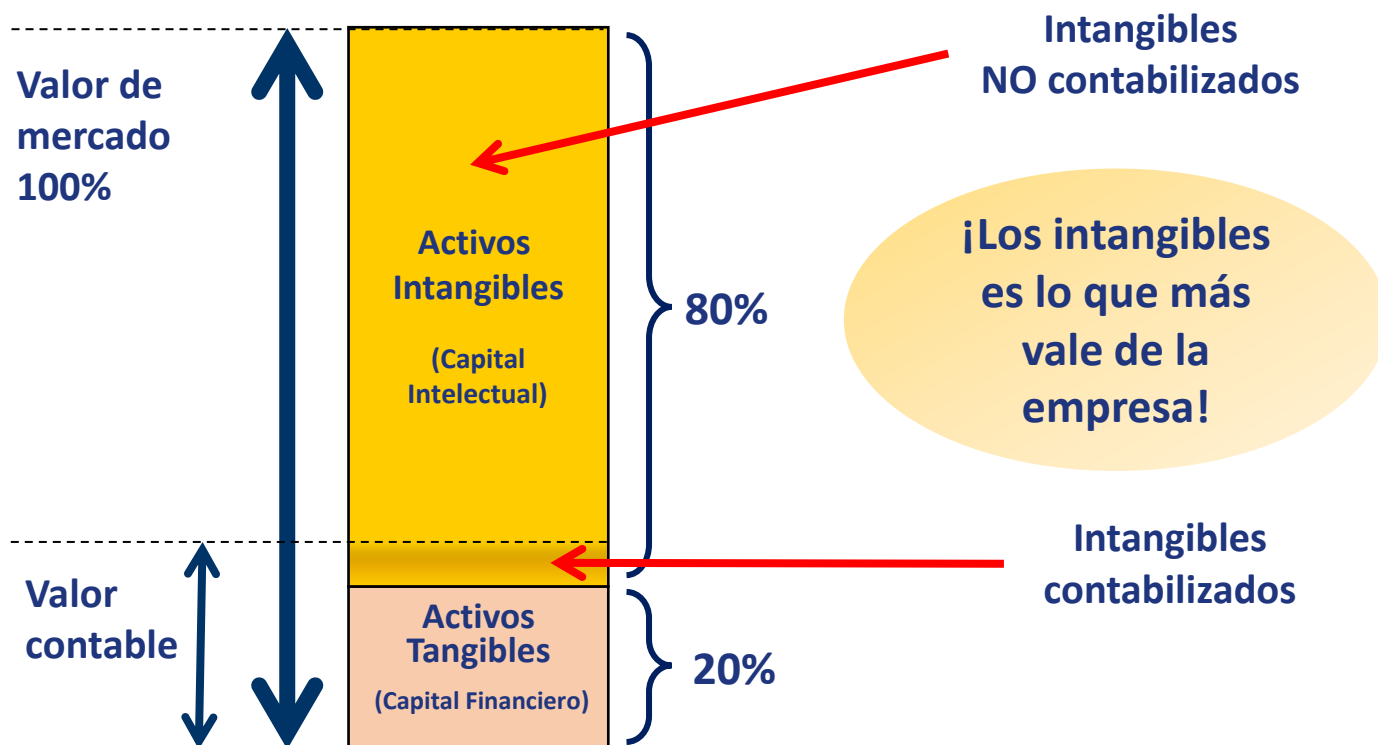 Valor de
mercado
100%
Activos
Intangibles
(Capital
Intelectual)
80%
Intangibles
NO contabilizados
¡Los intangibles
es lo que más
vale de la
empresa!
Valor
contable
Activos
Tangibles
(Capital Financiero)
20%
Intangibles
contabilizados